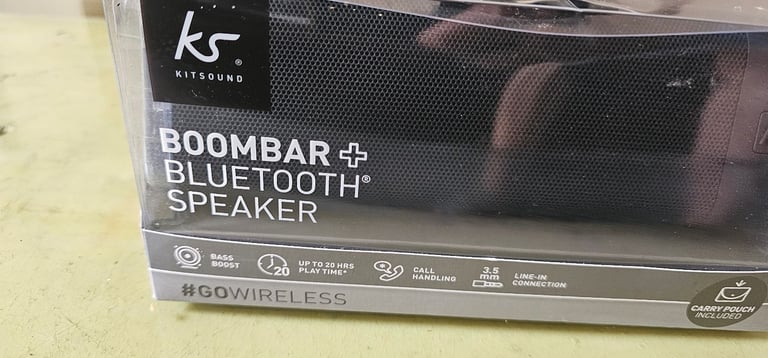 ks®
KITSOUND
BOOMBAR +
BLUETOOTH®
SPEAKER
BASS
BOOST
20
UP TO 20 HRS
PLAY TIME*
CALL
HANDLING
3.5
mm
LINE-IN
CONNECTION
#GOWIRELESS
CARRY POUCH
INCLUDED